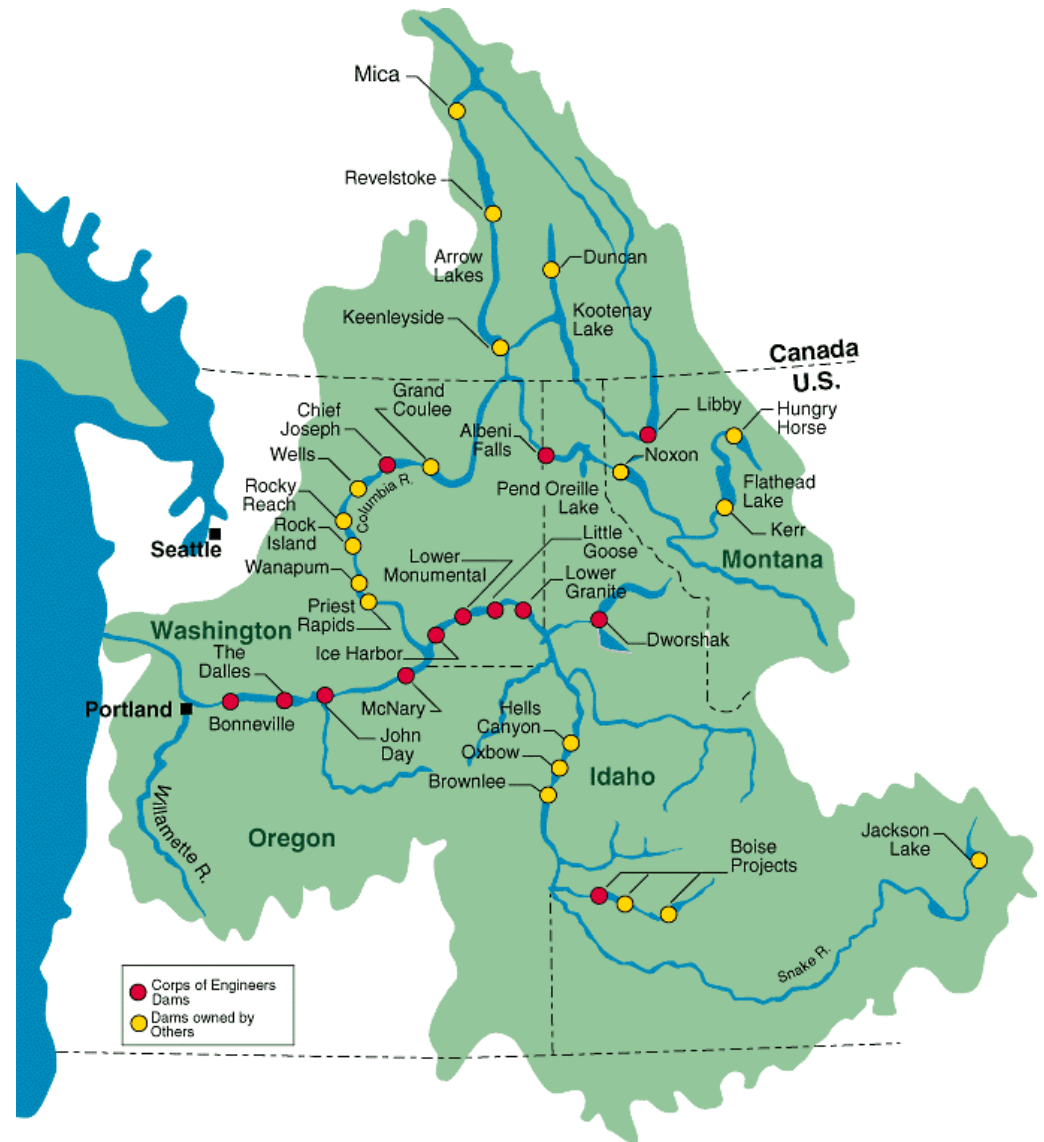 Mica
Revelstoke
Arrow
Lakes
Duncan
Keenleyside
Kootenay
Lake
Canada
U.S.
Grand
Coulee
Chief
Joseph
Libby
Hungry
Horse
Albeni
Falls
Wells
Noxon
Rocky
Reach
Columbia R.
Pend Oreille
Lake
Flathead
Lake
Rock
Island
Kerr
Seattle
Little
Goose
Lower
Monumental
Montana
Wanapum
Lower
Granite
Priest
Rapids
Washington
Ice Harbor
Dworshak
The
Dalles
Portland
Bonneville
McNary
John
Day
Hells
Canyon
Oxbow
Brownlee
Idaho
Willamette R.
Oregon
Boise
Projects
Jackson
Lake
Snake R.
Corps of Engineers
Dams
Dams owned by
Others